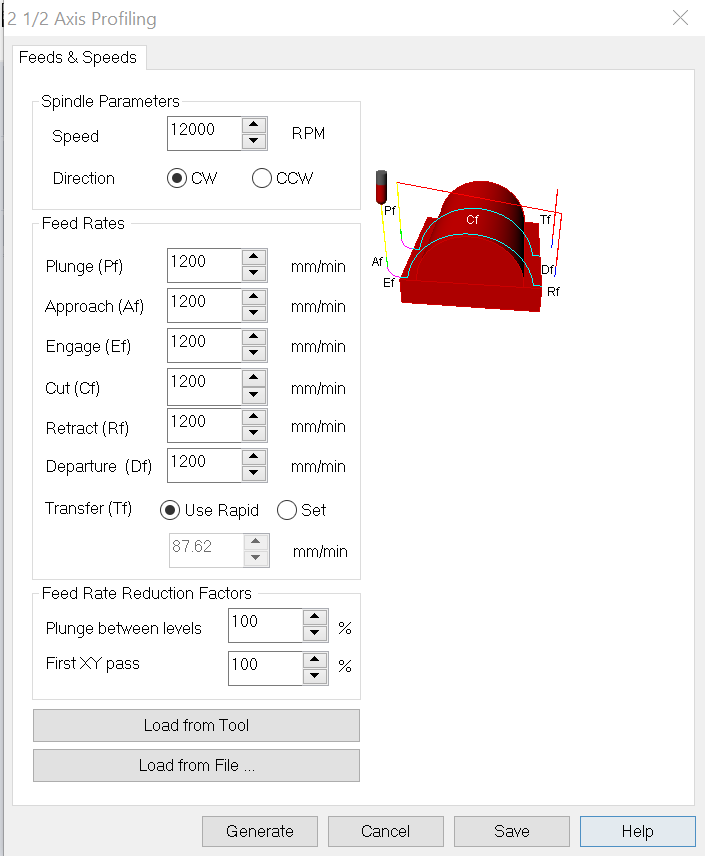 2 1/2 Axis Profiling
Feeds & Speeds
Spindle Parameters
Speed 12000 RPM
Direction CW CCW
Feed Rates
Plunge (Pf) 1200 mm/min
Approach (Af) 1200 mm/min
Engage (Ef) 1200 mm/min
Cut (Cf) 1200 mm/min
Retract (Rf) 1200 mm/min
Departure (Df) 1200 mm/min
Transfer (Tf) Use Rapid Set
87.62 mm/min
Feed Rate Reduction Factors
Plunge between levels 100 %
First XY pass 100 %
Load from Tool
Load from File ...
Pf
Cf
Tf
Af
Df
Ef
Rf
Generate Cancel Save Help